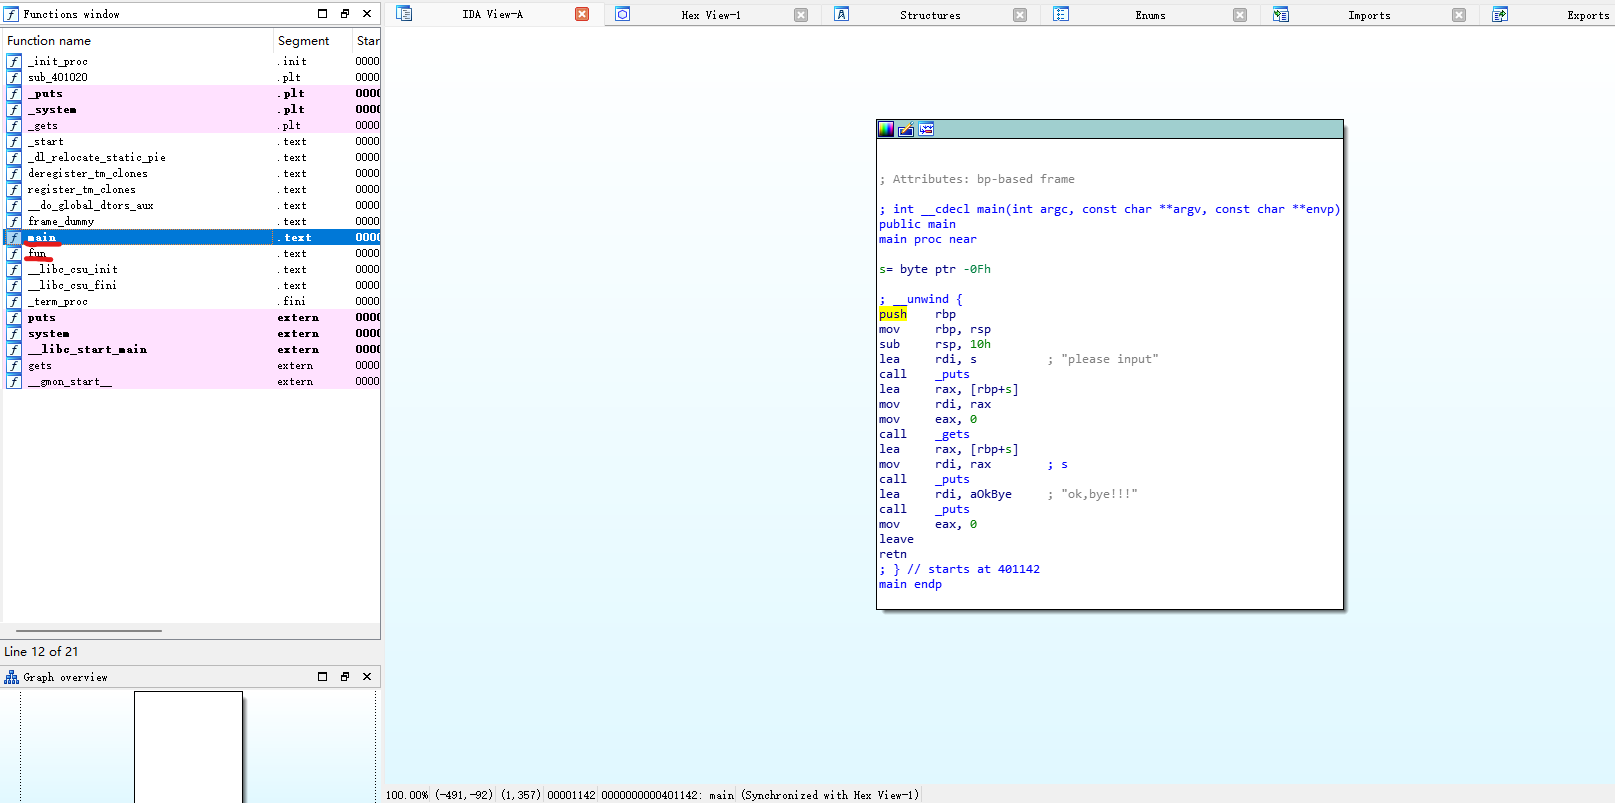 Functions window
IDA View-A
Hex View-1
Structures
Enums
Imports
Exports
Function name Segment Star
_init_proc .init 0000
sub_401020 .plt 0000
_puts .plt 0000
_system .plt 0000
_gets .plt 0000
_start .text 0000
_dl_relocate_static_pie .text 0000
deregister_tm_clones .text 0000
register_tm_clones .text 0000
__do_global_dtors_aux .text 0000
frame_dummy .text 0000
main .text 0000
fun .text 0000
__libc_csu_init .text 0000
__libc_csu_fini .text 0000
_term_proc .fini 0000
puts extern 0000
system extern 0000
__libc_start_main extern 0000
gets extern 0000
__gmon_start__ extern 0000
Line 12 of 21
Graph overview
; Attributes: bp-based frame
; int __cdecl main(int argc, const char **argv, const char **envp)
public main
main proc near
s= byte ptr -0Fh
; __unwind {
push rbp
mov rbp, rsp
sub rsp, 10h
lea rdi, s ; "please input"
call _puts
lea rax, [rbp+s]
mov rdi, rax
mov eax, 0
call _gets
lea rax, [rbp+s]
mov rdi, rax ; s
call _puts
lea rdi, aOkBye ; "ok,bye!!!"
call _puts
mov eax, 0
leave
retn
; } // starts at 401142
main endp
100.00% (-491,-92) (1,357) 00001142 0000000000401142: main (Synchronized with Hex View-1)